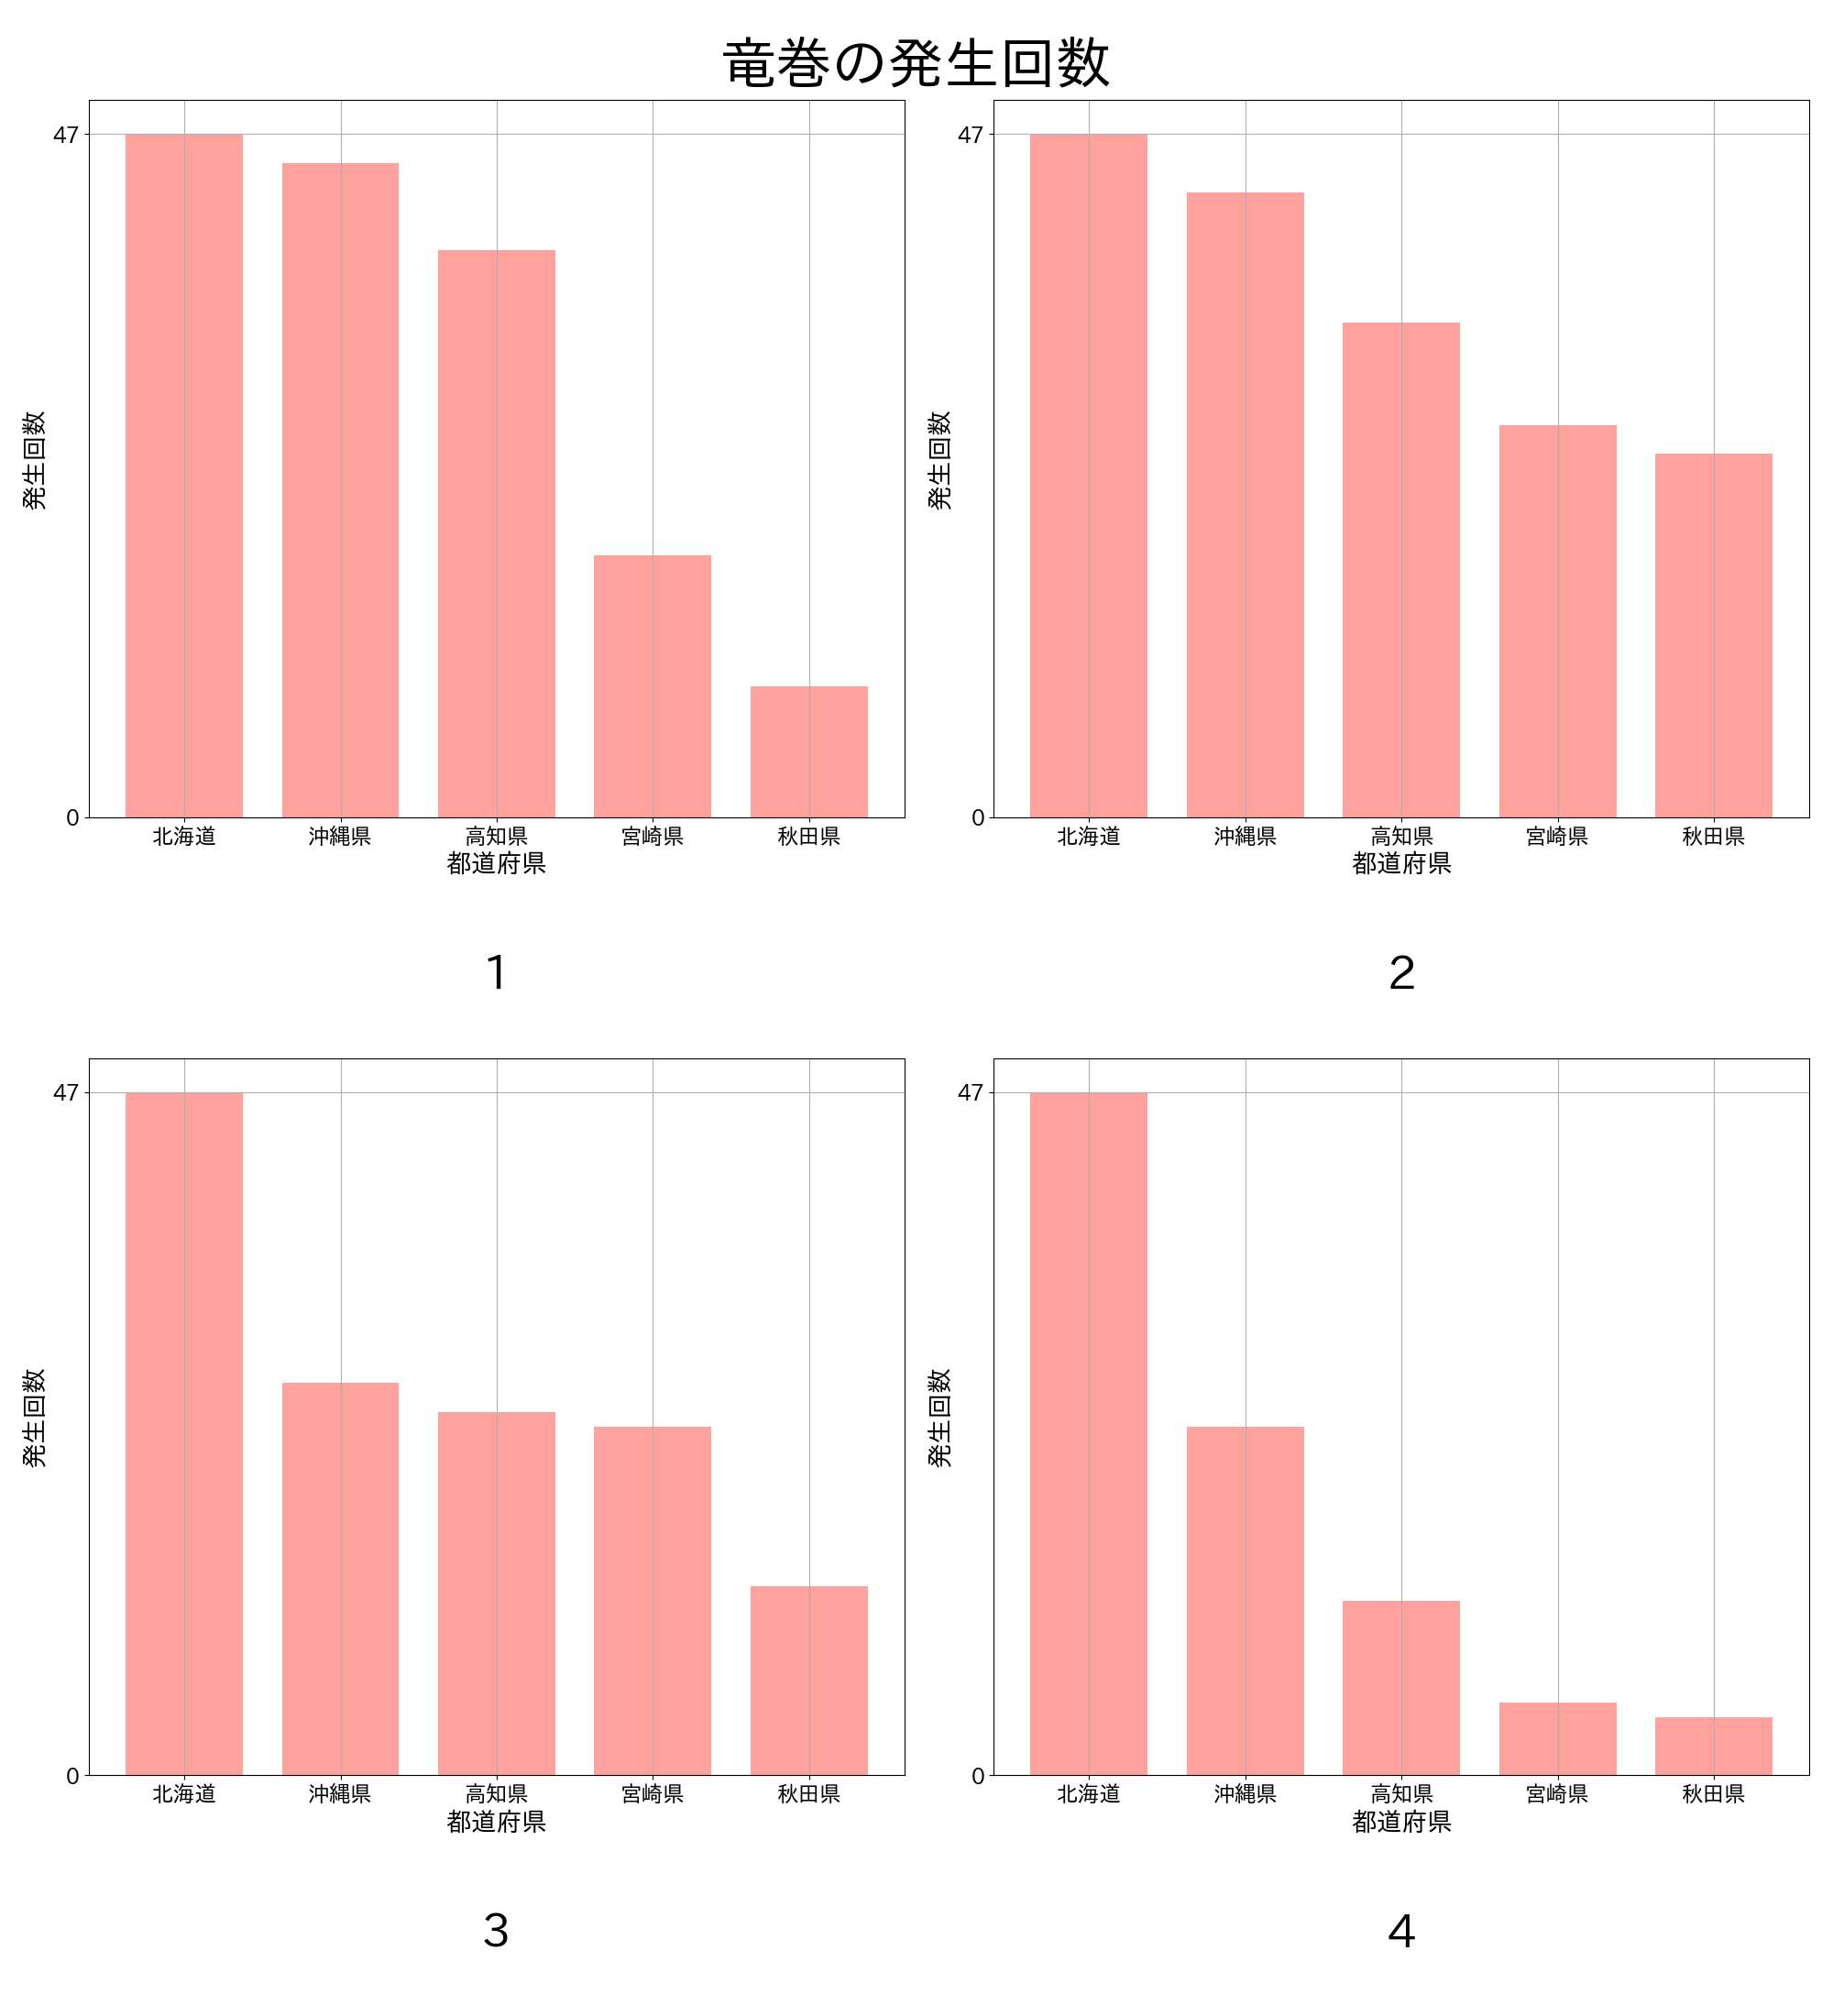 竜巻の発生回数
47
0
発生回数
北海道 沖縄県 高知県 宮崎県 秋田県
都道府県
1
47
0
発生回数
北海道 沖縄県 高知県 宮崎県 秋田県
都道府県
2
47
0
発生回数
北海道 沖縄県 高知県 宮崎県 秋田県
都道府県
3
47
0
発生回数
北海道 沖縄県 高知県 宮崎県 秋田県
都道府県
4